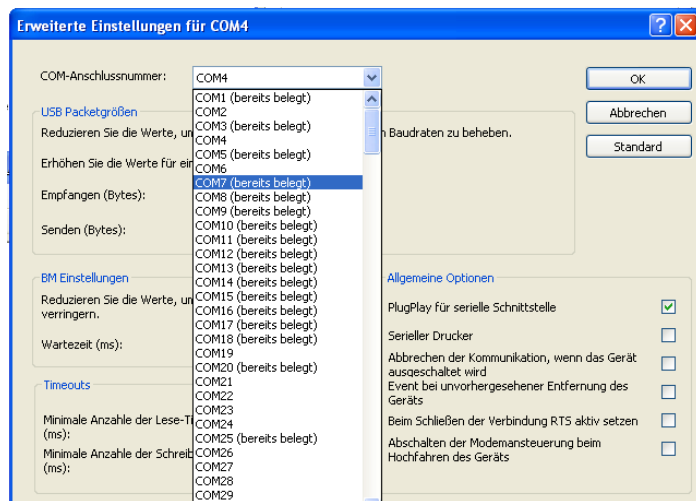 Erweiterte Einstellungen für COM4
COM-Anschlussnummer:
COM4
OK
Abbrechen
Standard
COM1 (bereits belegt)
COM2
COM3 (bereits belegt)
COM4
COM5 (bereits belegt)
COM6
COM7 (bereits belegt)
COM8 (bereits belegt)
COM9 (bereits belegt)
COM10 (bereits belegt)
COM11 (bereits belegt)
COM12 (bereits belegt)
COM13 (bereits belegt)
COM14 (bereits belegt)
COM15 (bereits belegt)
COM16 (bereits belegt)
COM17 (bereits belegt)
COM18 (bereits belegt)
COM19
COM20 (bereits belegt)
COM21
COM22
COM23
COM24
COM25 (bereits belegt)
COM26
COM27
COM28
COM29
USB Packetgrößen
Reduzieren Sie die Werte, un
n Baudraten zu beheben.
Erhöhen Sie die Werte für ein
Empfangen (Bytes):
Senden (Bytes):
BM Einstellungen
Reduzieren Sie die Werte, un
verringern.
Wartezeit (ms):
Timeouts
Minimale Anzahle der Lese-Ti
(ms):
Minimale Anzahle der Schreib
(ms):
Allgemeine Optionen
PlugPlay für serielle Schnittstelle
Serieller Drucker
Abbrechen der Kommunikation, wenn das Gerät
ausgeschaltet wird
Event bei unvorhergesehener Entfernung des
Geräts
Beim Schließen der Verbindung RTS aktiv setzen
Abschalten der Modemansteuerung beim
Hochfahren des Geräts